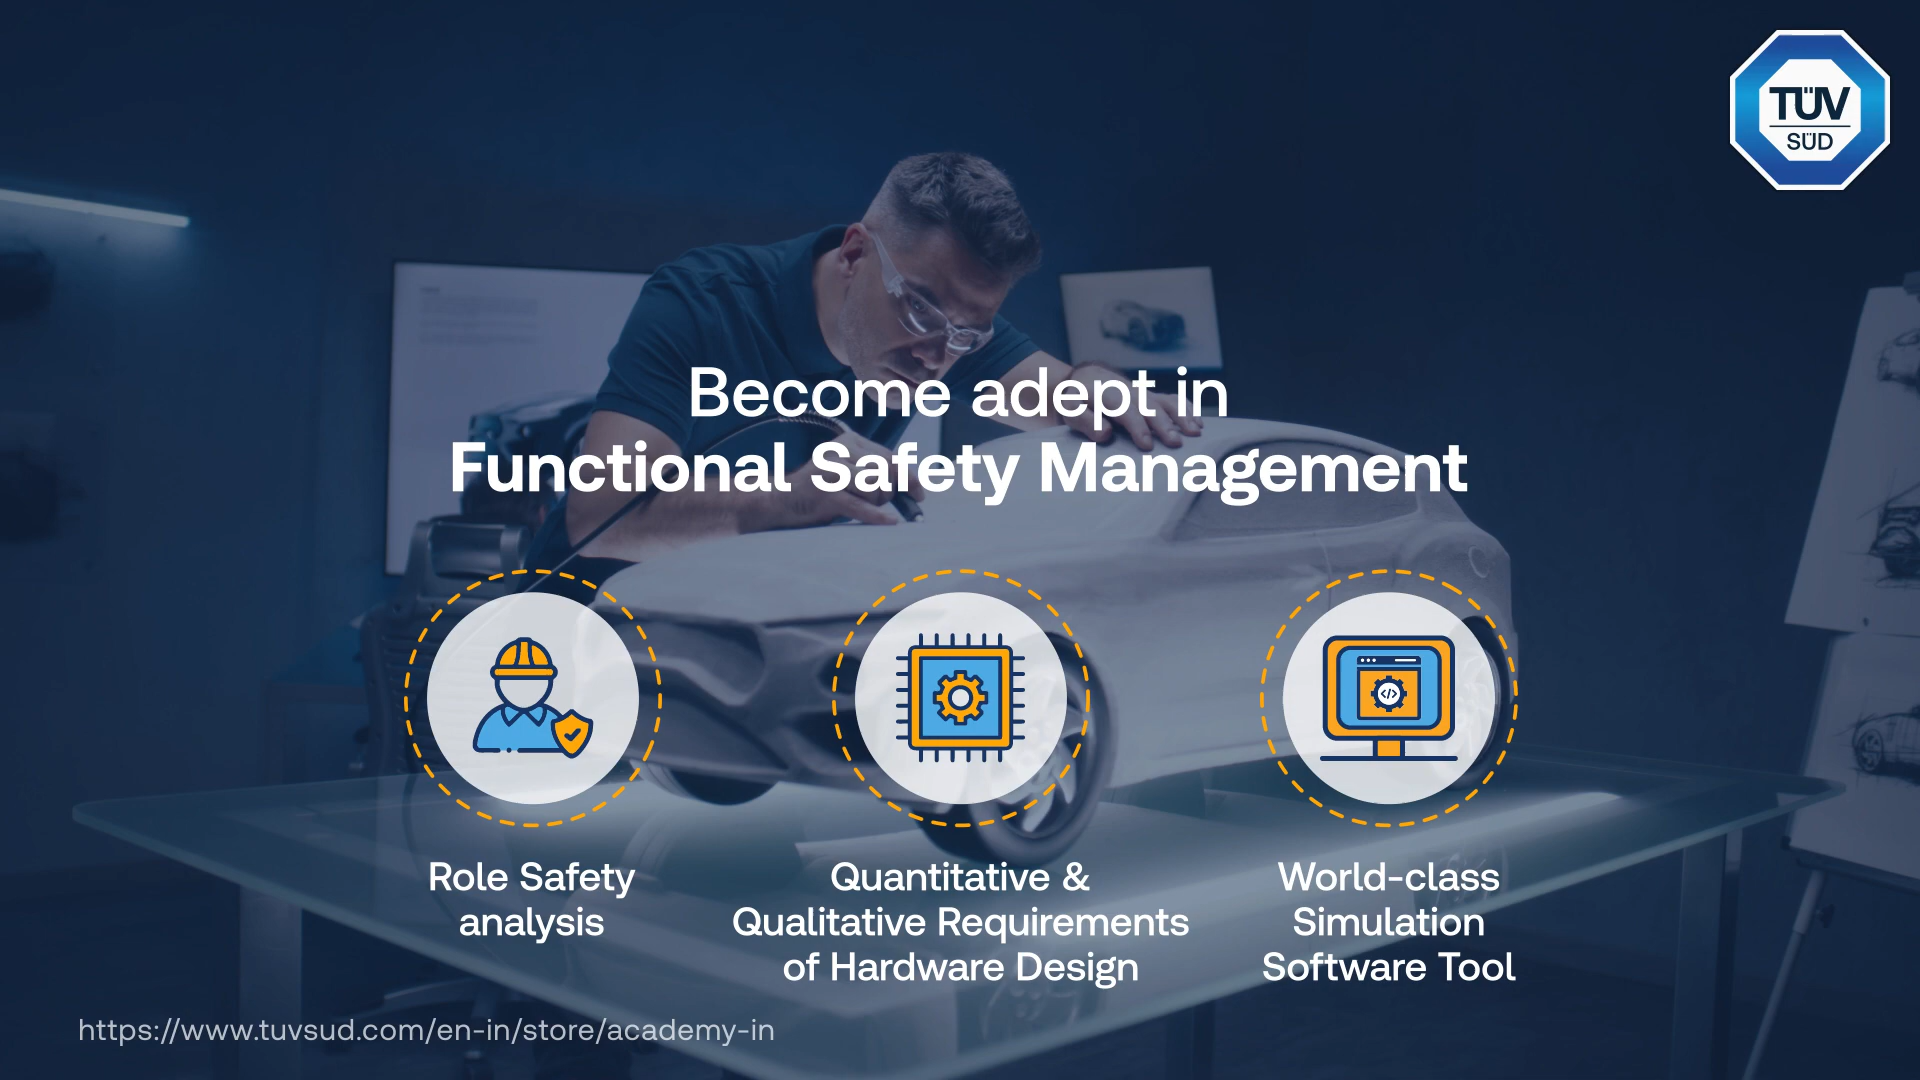 TÜV
SÜD
Become adept in
Functional Safety Management
Role Safety
analysis
Quantitative &
Qualitative Requirements
of Hardware Design
World-class
Simulation
Software Tool
https://www.tuvsud.com/en-in/store/academy-in